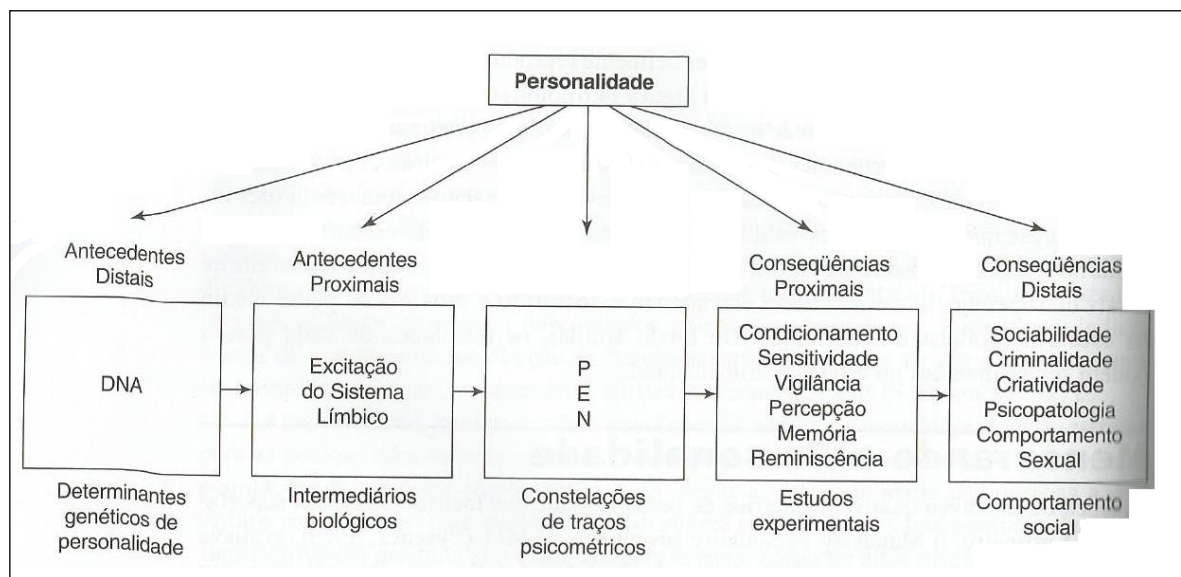 Personalidade
Antecedentes
Distais
Antecedentes
Proximais
Conseqüências
Proximais
Conseqüências
Distais
DNA
Excitação
do Sistema
Límbico
P
E
N
Condicionamento
Sensitividade
Vigilância
Percepção
Memória
Reminiscência
Sociabilidade
Criminalidade
Criatividade
Psicopatologia
Comportamento
Sexual
Determinantes
genéticos de
personalidade
Intermediários
biológicos
Constelações
de traços
psicométricos
Estudos
experimentais
Comportamento
social